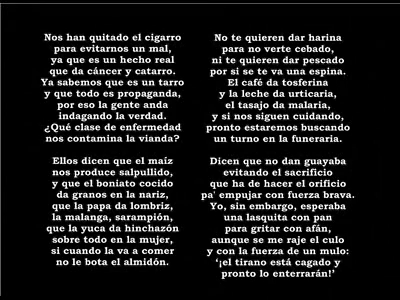 Nos han quitado el cigarro
para evitarnos un mal,
ya que es un hecho real
que da cáncer y catarro.
Ya sabemos que es un tarro
y que todo es propaganda,
por eso la gente anda
indagando la verdad.
¿Qué clase de enfermedad
nos contamina la vianda?
Ellos dicen que el maíz
nos produce salpullido,
y que el boniato cocido
da granos en la nariz,
que la papa da lombriz,
la malanga, sarampión,
que la yuca da hinchazón
sobre todo en la mujer,
si cuando la va a comer
no le bota el almidón.
No te quieren dar harina
para no verte cebado,
ni te quieren dar pescado
por si se te va una espina.
El café da tosferina
y la leche da urticaria,
el tasajo da malaria,
y si nos siguen cuidando,
pronto estaremos buscando
un turno en la funeraria.
Dicen que no dan guayaba
evitando el sacrificio
que ha de hacer el orificio
pa' empujar con fuerza brava.
Yo, sin embargo, esperaba
una lasquita con pan
para gritar con afán,
aunque se me raje el culo
y con la fuerza de un mulo:
'¡el tirano está cagado y
pronto lo enterrarán!'